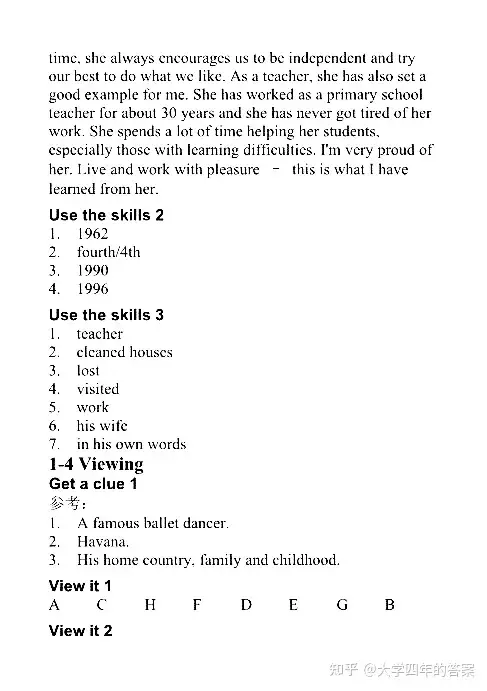 time, she always encourages us to be independent and try
our best to do what we like. As a teacher, she has also set a
good example for me. She has worked as a primary school
teacher for about 30 years and she has never got tired of her
work. She spends a lot of time helping her students,
especially those with learning difficulties. I'm very proud of
her. Live and work with pleasure – this is what I have
learned from her.
Use the skills 2
1. 1962
2. fourth/4th
3. 1990
4. 1996
Use the skills 3
1. teacher
2. cleaned houses
3. lost
4. visited
5. work
6. his wife
7. in his own words
1-4 Viewing
Get a clue 1
参考:
1. A famous ballet dancer.
2. Havana.
3. His home country, family and childhood.
View it 1
A C H F D E G B
View it 2
知乎 @大学四年的答案